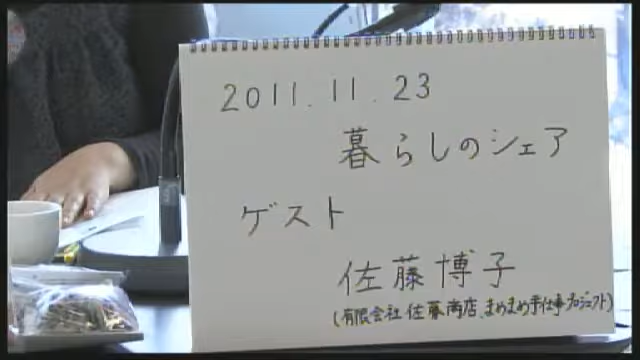 2011.11.23
暮らしのシェア
ゲスト
佐藤博子
(有限会社 佐藤商店、まめまめ手仕事プロジェクト)